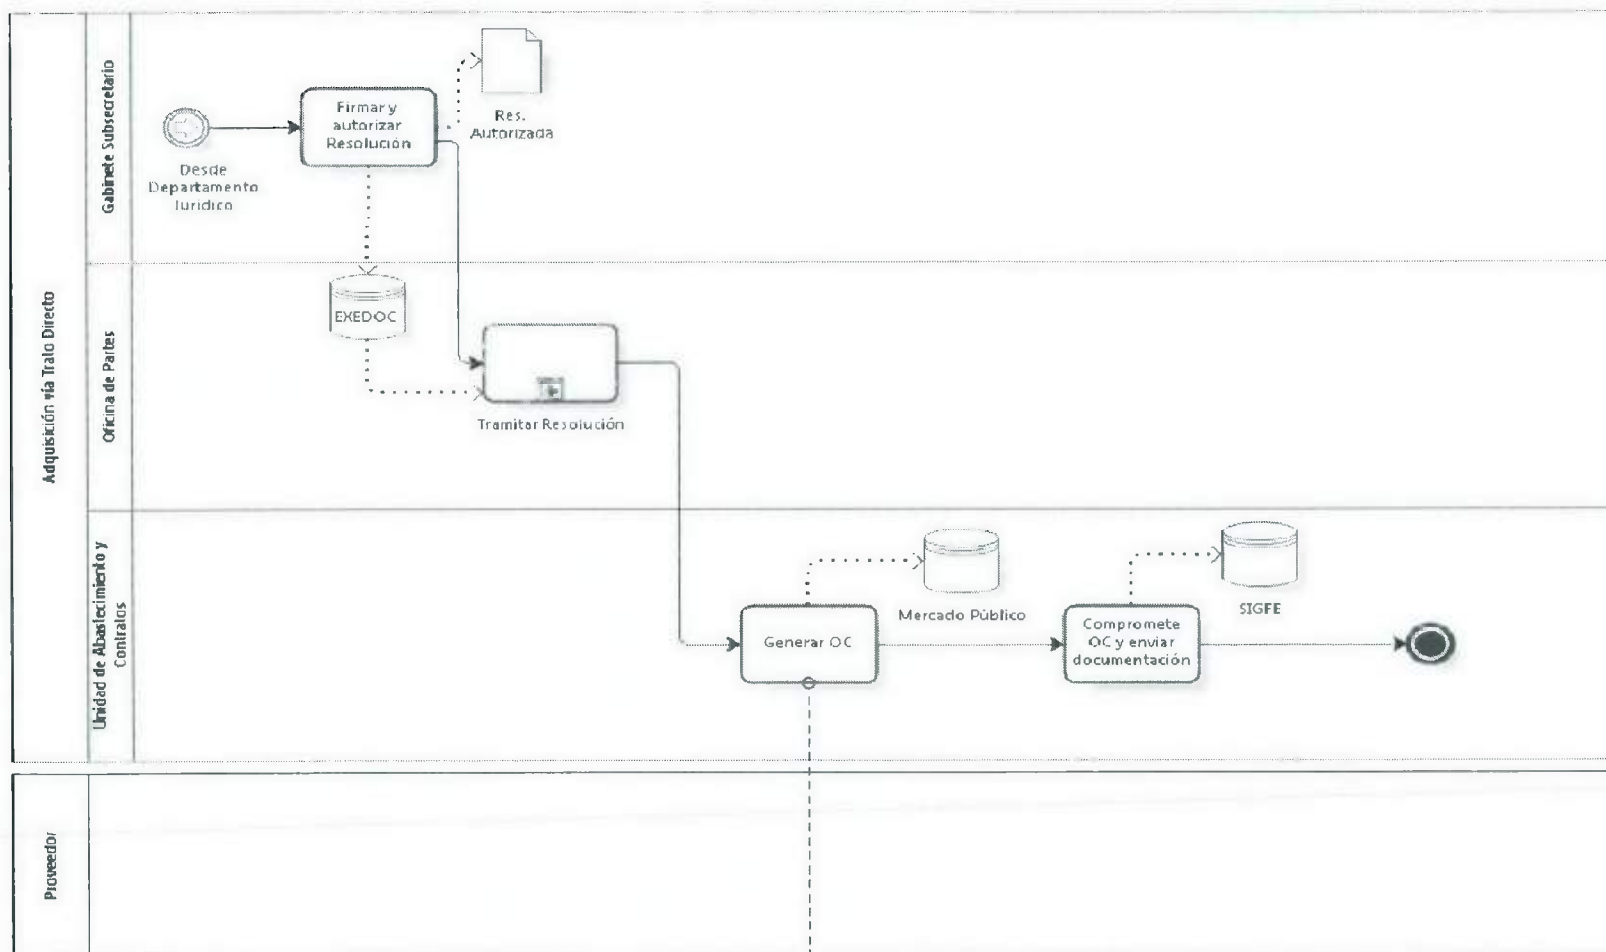 Adquisición vía Trato Directo
Gabinete Subsecretario
Desde
Departamento
Jurídico
Firmar y
autorizar
Resolución
Res.
Autorizada
Oficina de Partes
EXEDOC
Tramitar Resolución
Unidad de Abastecimiento y
Contratos
Generar OC
Mercado Público
Compromete
OC y enviar
documentación
SIGFE
Proveedor